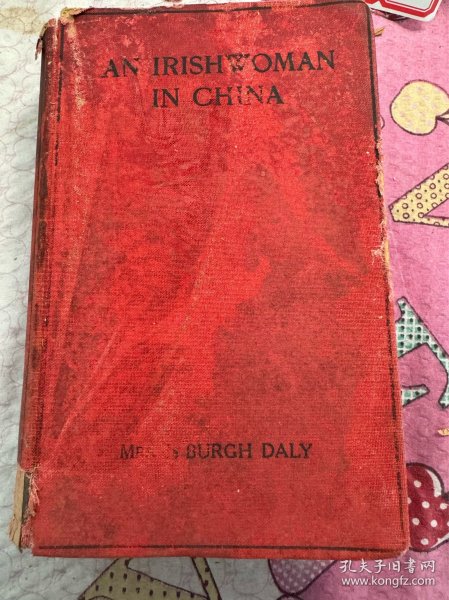 AN IRISHWOMAN
IN CHINA
BURGH DALY
孔夫子旧书网
www.kongfz.com